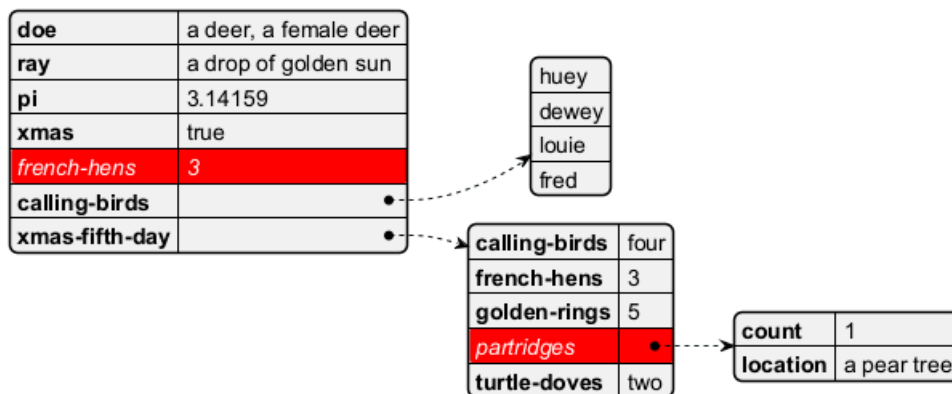 doe a deer, a female deer
ray a drop of golden sun
pi 3.14159
xmas true
french-hens 3
calling-birds
xmas-fifth-day
huey
dewey
louie
fred
calling-birds four
french-hens 3
golden-rings 5
partridges
turtle-doves two
count 1
location a pear tree